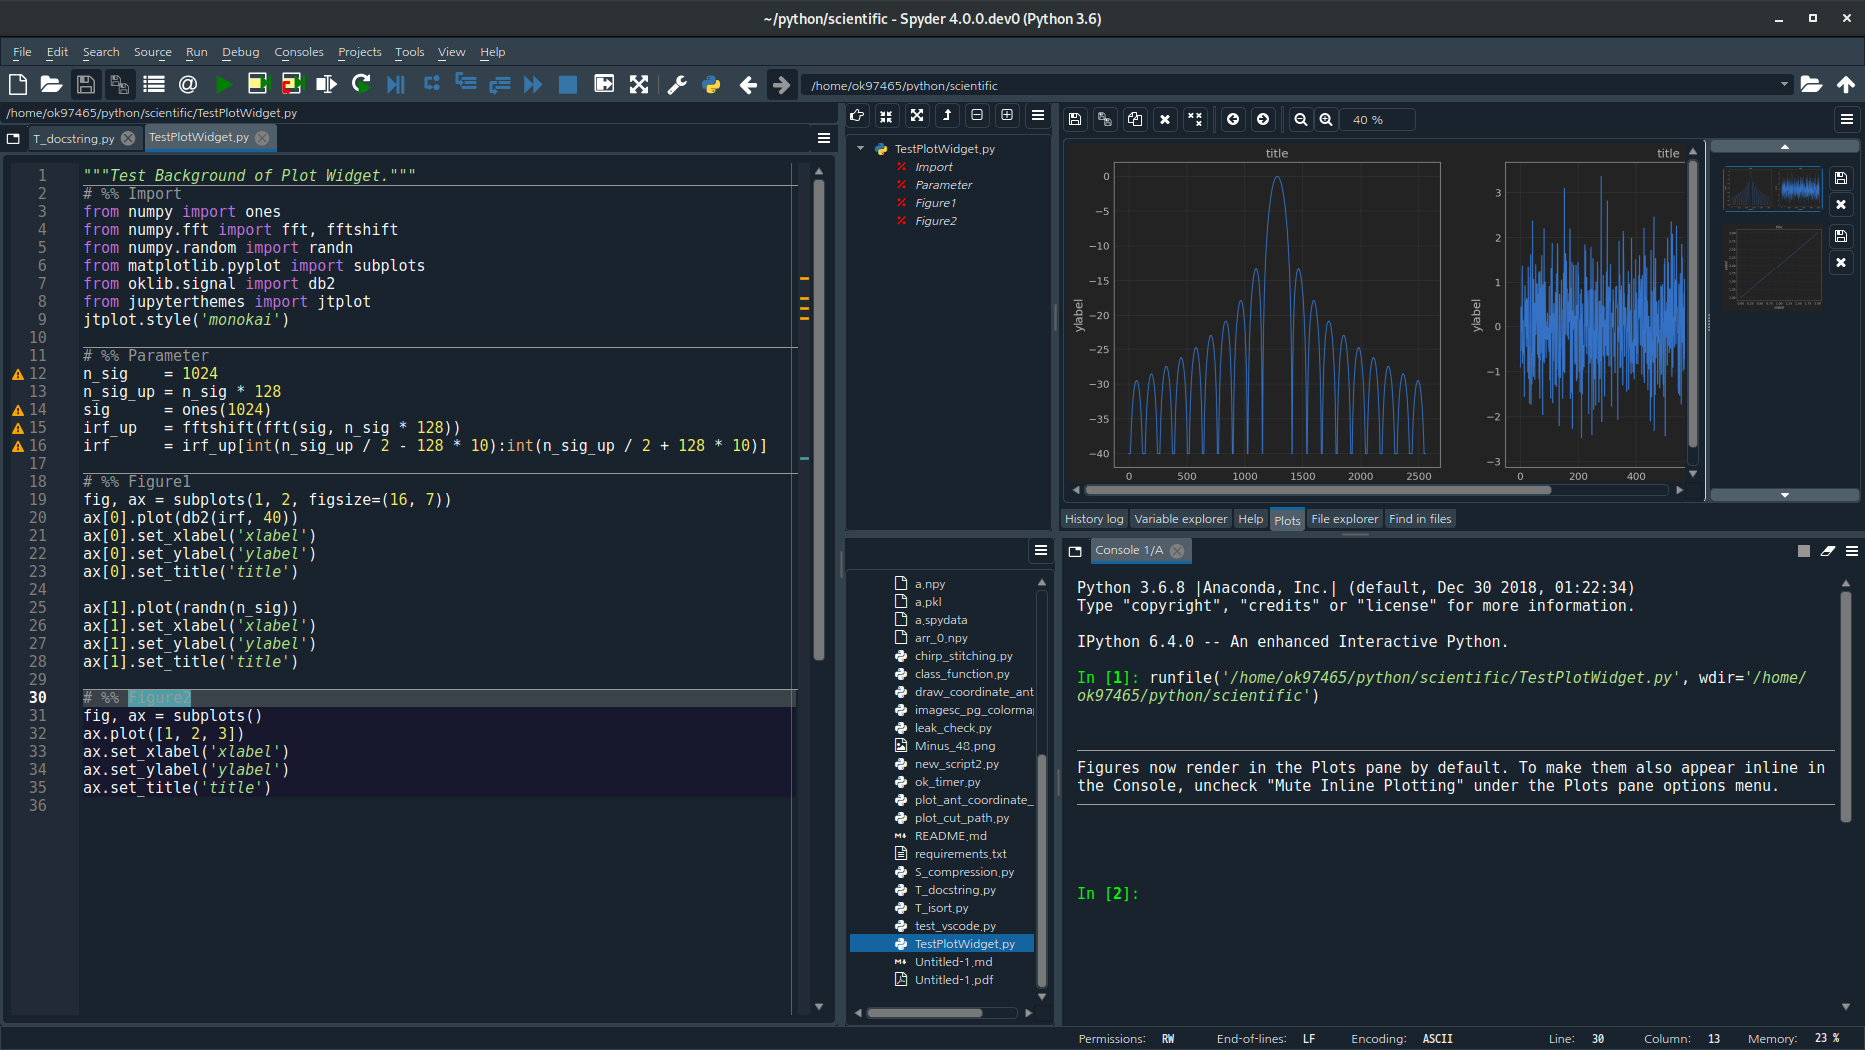 ~/python/scientific - Spyder 4.0.0.dev0 (Python 3.6)
File Edit Search Source Run Debug Consoles Projects Tools View Help
/home/ok97465/python/scientific
/home/ok97465/python/scientific/TestPlotWidget.py
T_docstring.py
TestPlotWidget.py
1 """Test Background of Plot Widget."""
2 # %% Import
3 from numpy import ones
4 from numpy.fft import fft, fftshift
5 from numpy.random import randn
6 from matplotlib.pyplot import subplots
7 from oklib.signal import db2
8 from jupyterthemes import jtplot
9 jtplot.style('monokai')
10
11 # %% Parameter
12 n_sig    = 1024
13 n_sig_up = n_sig * 128
14 sig      = ones(1024)
15 irf_up   = fftshift(fft(sig, n_sig * 128))
16 irf      = irf_up[int(n_sig_up / 2 - 128 * 10):int(n_sig_up / 2 + 128 * 10)]
17
18 # %% Figure1
19 fig, ax = subplots(1, 2, figsize=(16, 7))
20 ax[0].plot(db2(irf, 40))
21 ax[0].set_xlabel('xlabel')
22 ax[0].set_ylabel('ylabel')
23 ax[0].set_title('title')
24
25 ax[1].plot(randn(n_sig))
26 ax[1].set_xlabel('xlabel')
27 ax[1].set_ylabel('ylabel')
28 ax[1].set_title('title')
29
30 # %% Figure2
31 fig, ax = subplots()
32 ax.plot([1, 2, 3])
33 ax.set_xlabel('xlabel')
34 ax.set_ylabel('ylabel')
35 ax.set_title('title')
36
TestPlotWidget.py
Import
Parameter
Figure1
Figure2
a.npy
a.pkl
a.spydata
arr_0.npy
chirp_stitching.py
class_function.py
draw_coordinate_ant
imagesc_pg_colorma
leak_check.py
Minus_48.png
new_script2.py
ok_timer.py
plot_ant_coordinate_
plot_cut_path.py
README.md
requirements.txt
S_compression.py
T_docstring.py
T_isort.py
test_vscode.py
TestPlotWidget.py
Untitled-1.md
Untitled-1.pdf
40 %
title
ylabel
0
−5
−10
−15
−20
−25
−30
−35
−40
0 500 1000 1500 2000 2500
title
ylabel
3
2
1
0
−1
−2
−3
0 200 400
History log Variable explorer Help Plots File explorer Find in files
Console 1/A
Python 3.6.8 |Anaconda, Inc.| (default, Dec 30 2018, 01:22:34)
Type "copyright", "credits" or "license" for more information.
IPython 6.4.0 -- An enhanced Interactive Python.
In [1]: runfile('/home/ok97465/python/scientific/TestPlotWidget.py', wdir='/home/
ok97465/python/scientific')
Figures now render in the Plots pane by default. To make them also appear inline in
the Console, uncheck "Mute Inline Plotting" under the Plots pane options menu.
In [2]:
Permissions: RW End-of-lines: LF Encoding: ASCII Line: 30 Column: 13 Memory: 23 %